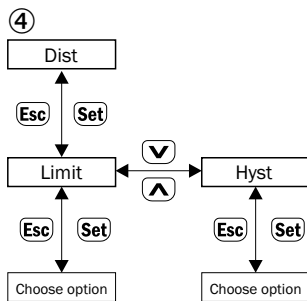 ④
Dist
Esc Set
Limit Hyst
Esc Set Esc Set
Choose option Choose option